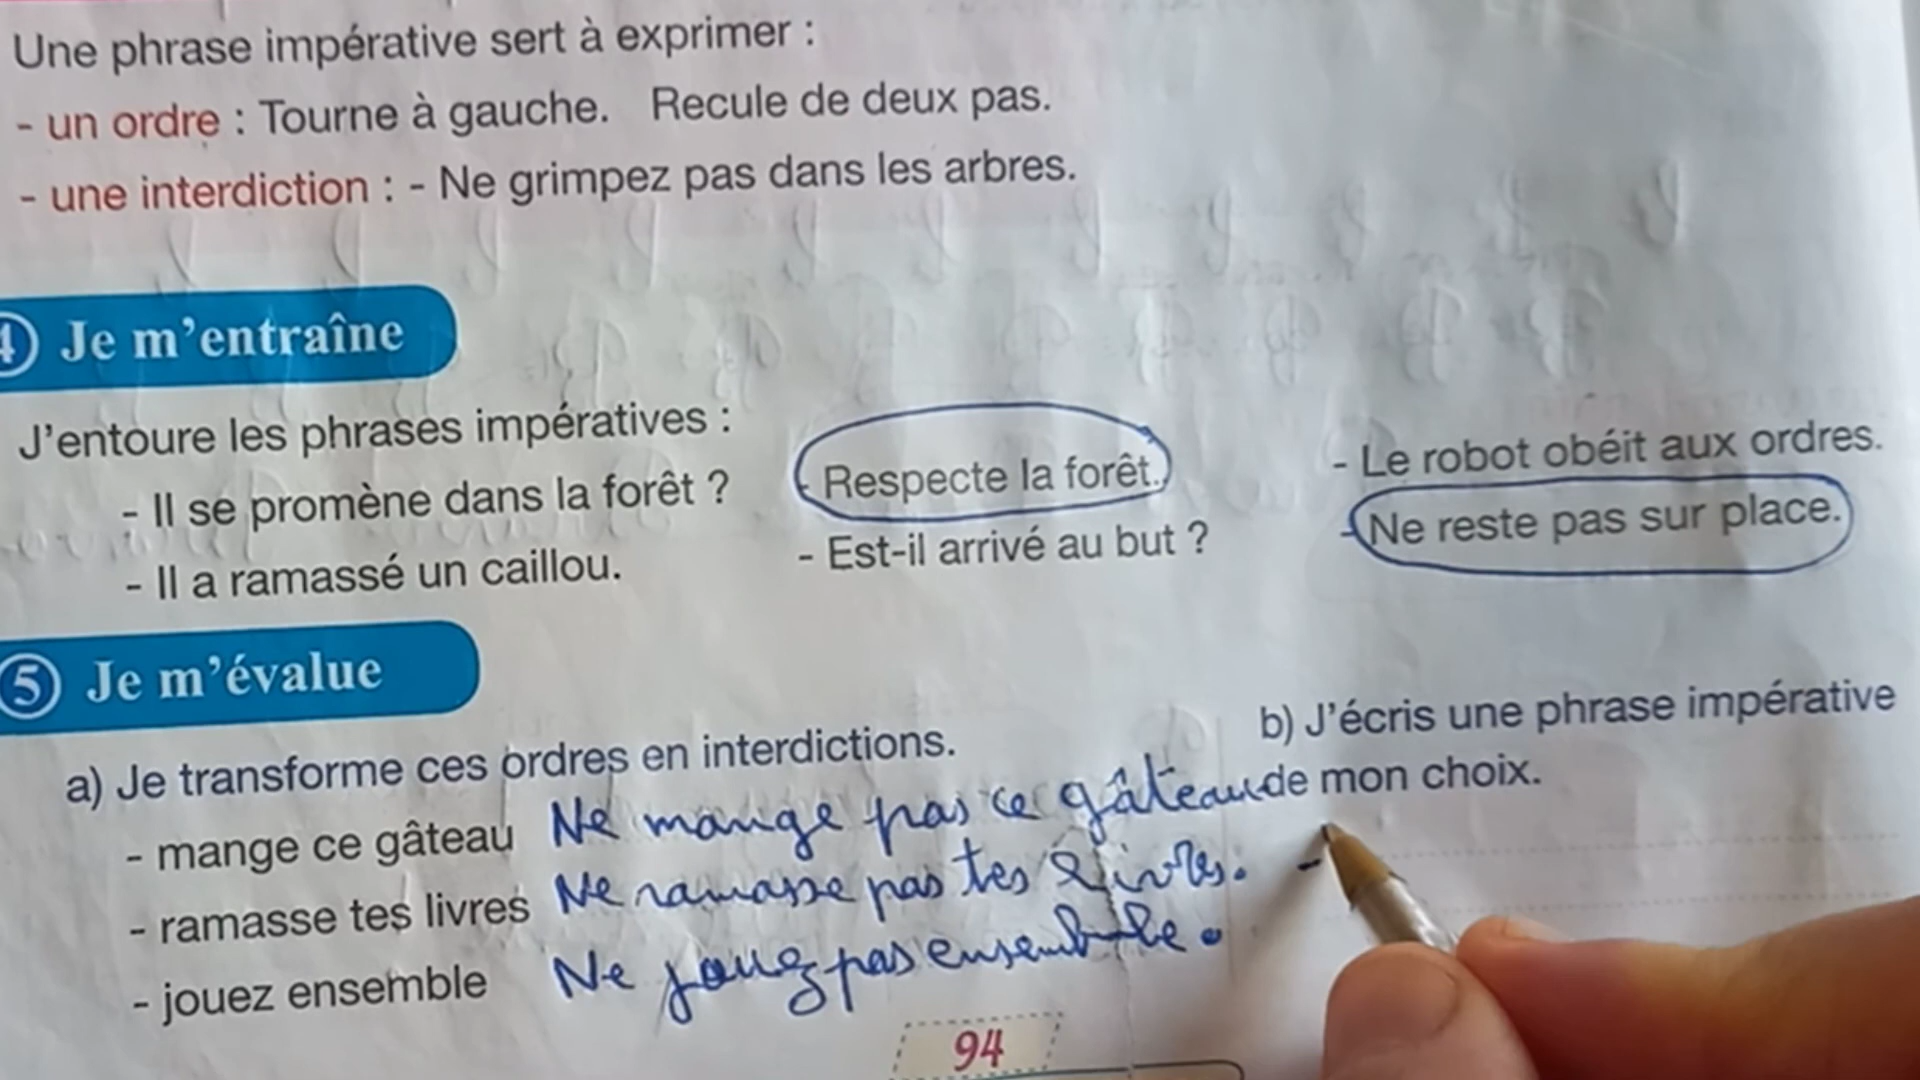 Une phrase impérative sert à exprimer :
- un ordre : Tourne à gauche. Recule de deux pas.
- une interdiction : - Ne grimpez pas dans les arbres.
4 Je m'entraîne
J'entoure les phrases impératives :
- Il se promène dans la forêt ?
- Il a ramassé un caillou.
- Respecte la forêt.
- Est-il arrivé au but ?
- Le robot obéit aux ordres.
- Ne reste pas sur place.
5 Je m'évalue
a) Je transforme ces ordres en interdictions.
- mange ce gâteau Ne mange pas ce gâteau
- ramasse tes livres Ne ramasse pas tes livres.
- jouez ensemble Ne jouez pas ensemble.
b) J'écris une phrase impérative
de mon choix.
-
94